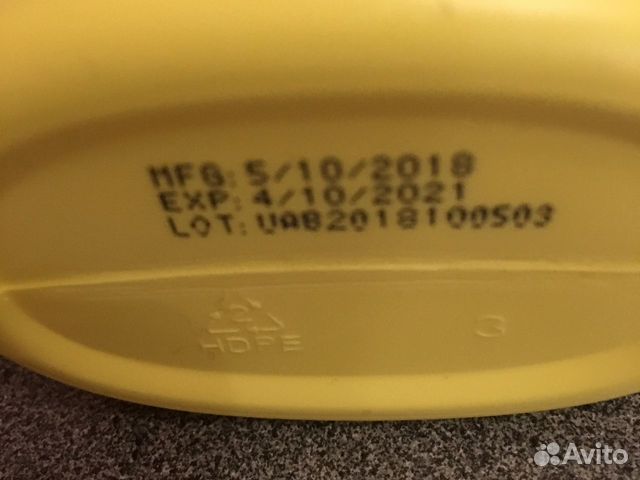 MFG: 5/10/2018
EXP: 4/10/2021
LOT: UAB2018100503
2
HDPE
3
Avito